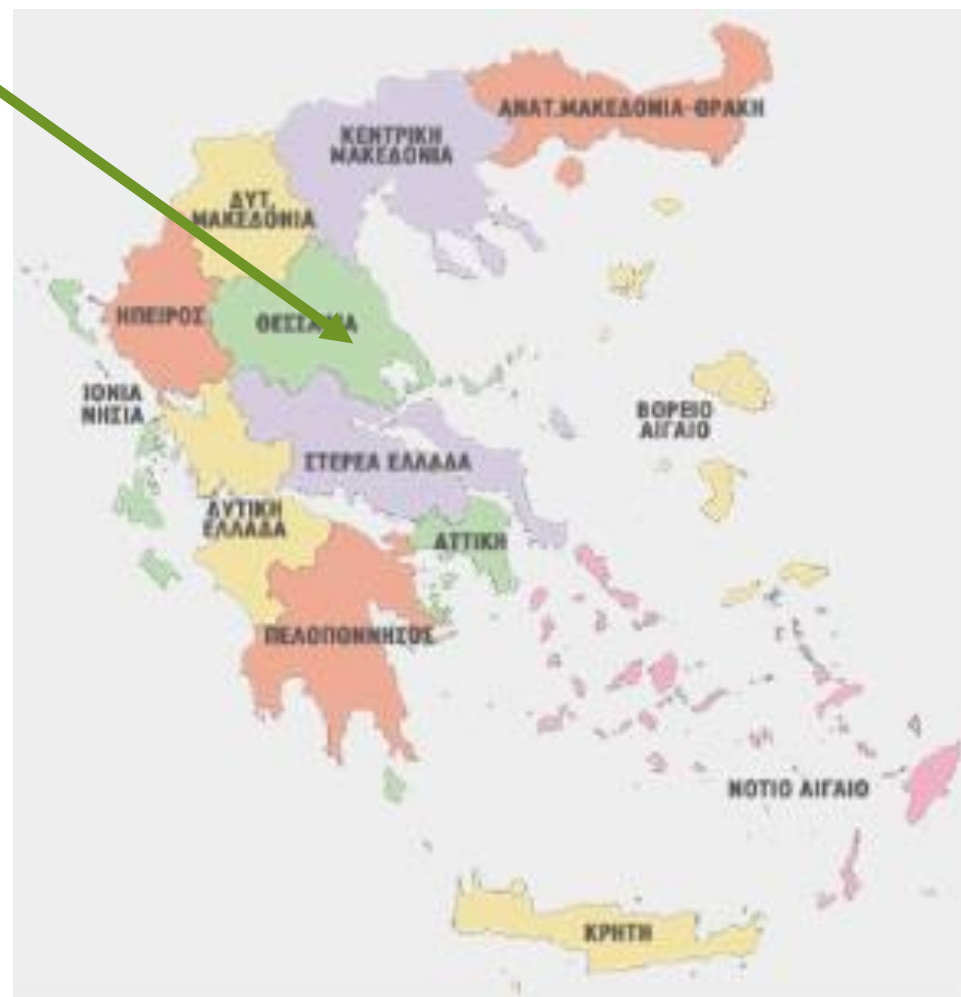 ΑΝΑΤ.ΜΑΚΕΔΟΝΙΑ-ΘΡΑΚΗ
ΚΕΝΤΡΙΚΗ
ΜΑΚΕΔΟΝΙΑ
ΔΥΤ.
ΜΑΚΕΔΟΝΙΑ
ΗΠΕΙΡΟΣ
ΙΟΝΙΑ
ΝΗΣΙΑ
ΒΟΡΕΙΟ
ΑΙΓΑΙΟ
ΣΤΕΡΕΑ ΕΛΛΑΔΑ
ΔΥΤΙΚΗ
ΕΛΛΑΔΑ
ΑΤΤΙΚΗ
ΠΕΛΟΠΟΝΝΗΣΟΣ
ΝΟΤΙΟ ΑΙΓΑΙΟ
ΚΡΗΤΗ